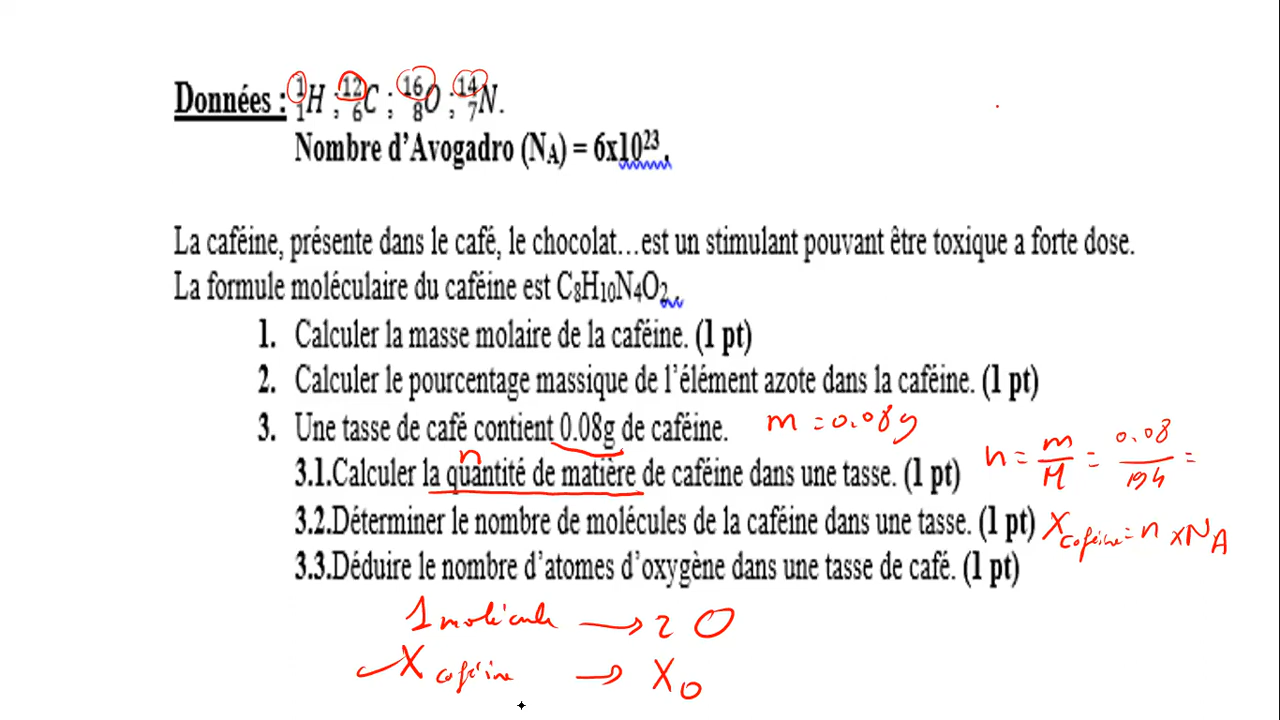 Données : ¹₁H ; ¹²₆C ; ¹⁶₈O ; ¹⁴₇N.
Nombre d'Avogadro (NA) = 6x10²³.
La caféine, présente dans le café, le chocolat…est un stimulant pouvant être toxique a forte dose.
La formule moléculaire du caféine est C₈H₁₀N₄O₂.
1. Calculer la masse molaire de la caféine. (1 pt)
2. Calculer le pourcentage massique de l'élément azote dans la caféine. (1 pt)
3. Une tasse de café contient 0.08g de caféine. m = 0.08g
n
3.1.Calculer la quantité de matière de caféine dans une tasse. (1 pt) n = m/M = 0.08/194 =
3.2.Déterminer le nombre de molécules de la caféine dans une tasse. (1 pt) X caféine = n x NA
3.3.Déduire le nombre d'atomes d'oxygène dans une tasse de café. (1 pt)
1 molécule → 2 O
X caféine → XO